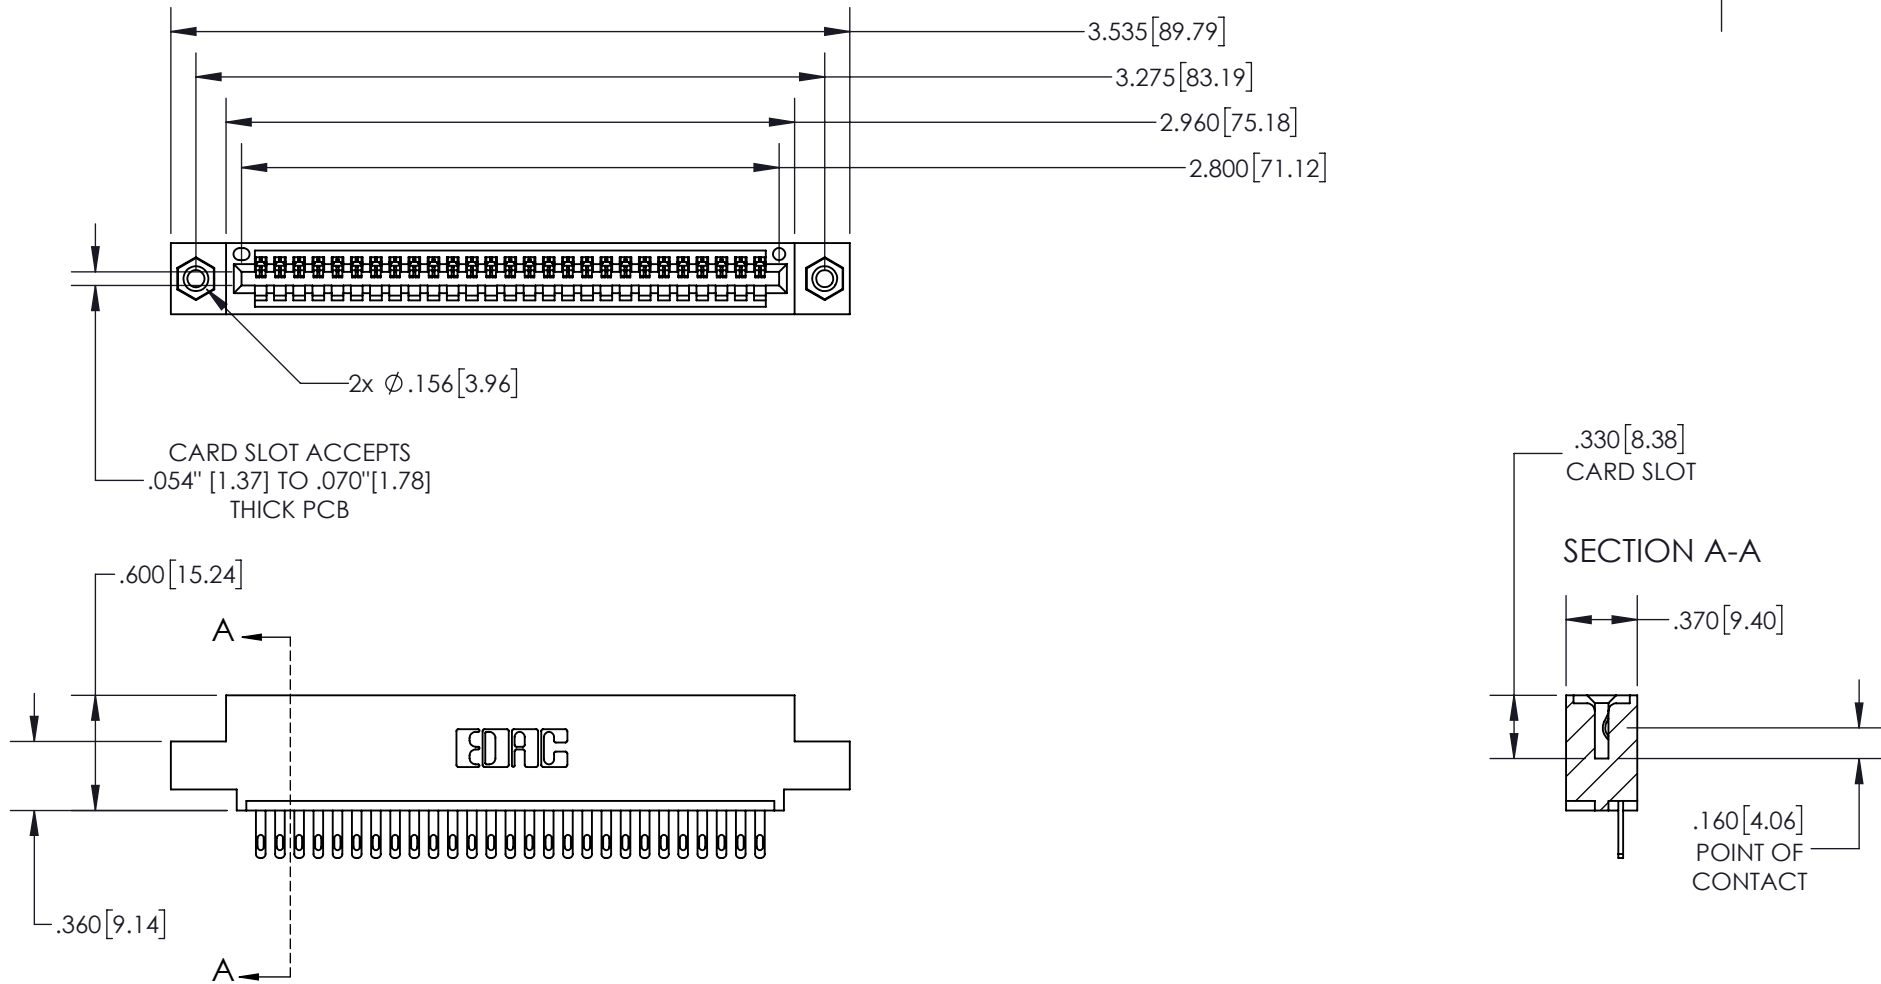 3.535[89.79]
3.275[83.19]
2.960[75.18]
2.800[71.12]
2x Ø.156[3.96]
CARD SLOT ACCEPTS
.054" [1.37] TO .070"[1.78]
THICK PCB
.330[8.38]
CARD SLOT
SECTION A-A
.600[15.24]
.370[9.40]
A
EDAC
.160[4.06]
POINT OF
CONTACT
.360[9.14]
A